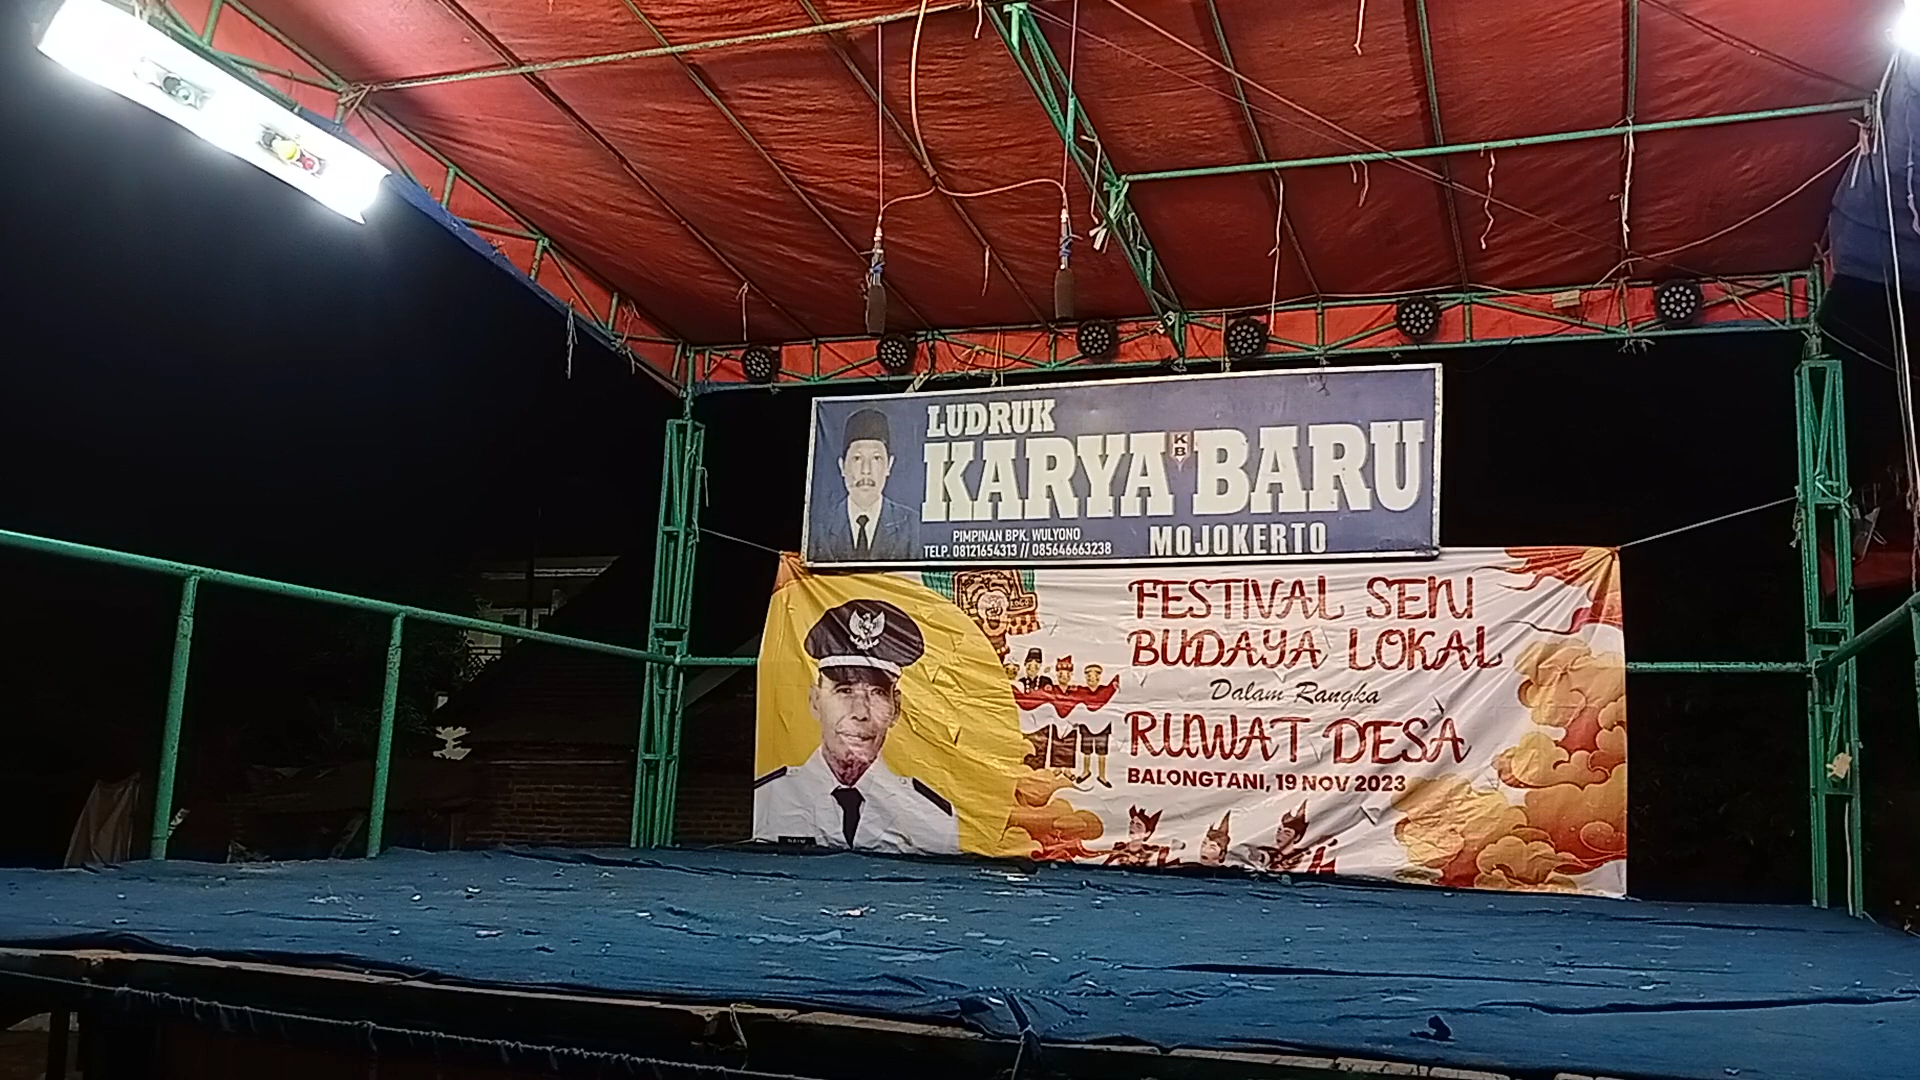 LUDRUK
KARYA KB BARU
PIMPINAN BPK. WULYONO
TELP. 08121654313 // 085646663238
MOJOKERTO
FESTIVAL SENI
BUDAYA LOKAL
Dalam Rangka
RUWAT DESA
BALONGTANI, 19 NOV 2023